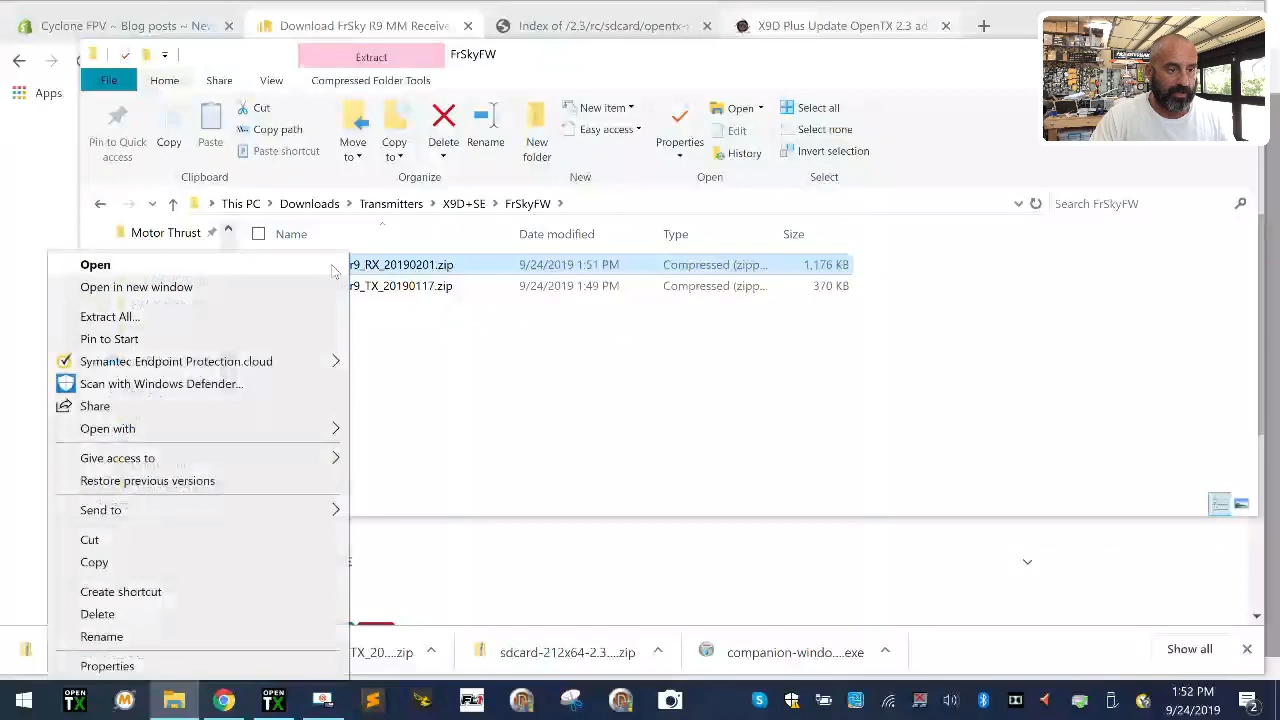 Cyclone FPV ~ Blog posts ~ Nev
Download FrSky R9 MM Receive
Index of /2.3/rc/sdcard/opentx-
X9D Plus Update OpenTX 2.3 ad
Extract
FrSkyFW
File
Home
Share
View
Compressed Folder Tools
Apps
Pin to Quick access
Copy
Paste
Cut
Copy path
Paste shortcut
Move to
Copy to
Delete
Rename
New folder
New item
Easy access
Properties
Open
Edit
History
Select all
Select none
Invert selection
Clipboard
Organize
New
Open
Select
This PC
Downloads
Transmitters
X9D+SE
FrSkyFW
Search FrSkyFW
Motor Thrust
Name
Date modified
Type
Size
r9_RX_20190201.zip
9/24/2019 1:51 PM
Compressed (zipp...
1,176 KB
r9_TX_20190117.zip
9/24/2019 1:49 PM
Compressed (zipp...
370 KB
Open
Open in new window
Extract All...
Pin to Start
Symantec Endpoint Protection.cloud
Scan with Windows Defender...
Share
Open with
Give access to
Restore previous versions
Send to
Cut
Copy
Create shortcut
Delete
Rename
Properties
TX_20....zip
sdcard-212x64-2.3....zip
companion-windo....exe
Show all
OPEN TX
OPEN TX
1:52 PM
9/24/2019
2